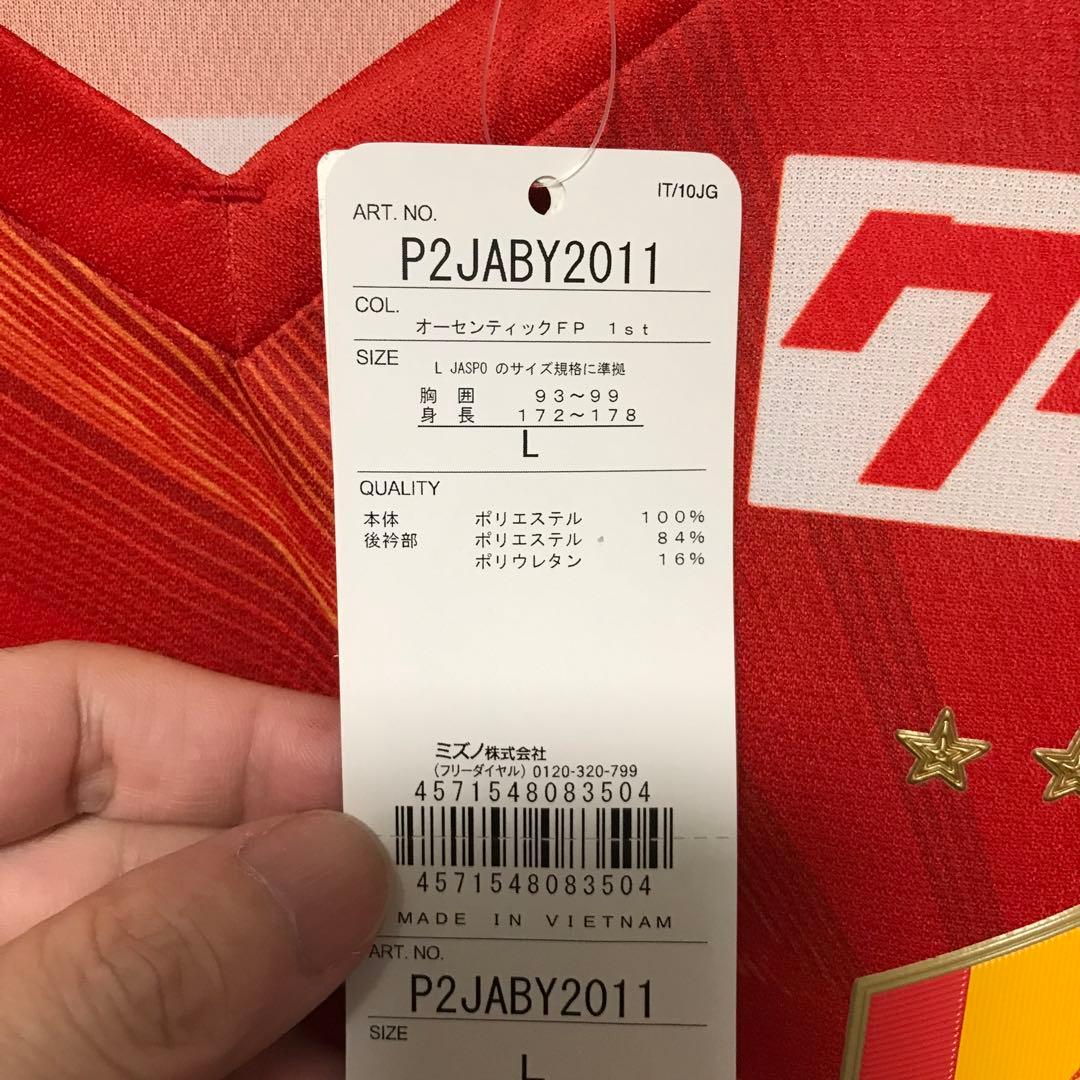 IT/10JG
ART. NO.
P2JABY2011
COL.
オーセンティックＦＰ　１ｓｔ
SIZE
L JASPO のサイズ規格に準拠
胸　囲　９３～９９
身　長　１７２～１７８
L
QUALITY
本体　ポリエステル　１００％
後衿部　ポリエステル　８４％
ポリウレタン　１６％
ミズノ株式会社
(フリーダイヤル) 0120-320-799
4571548083504
4571548083504
MADE IN VIETNAM
ART. NO.
P2JABY2011
SIZE
L